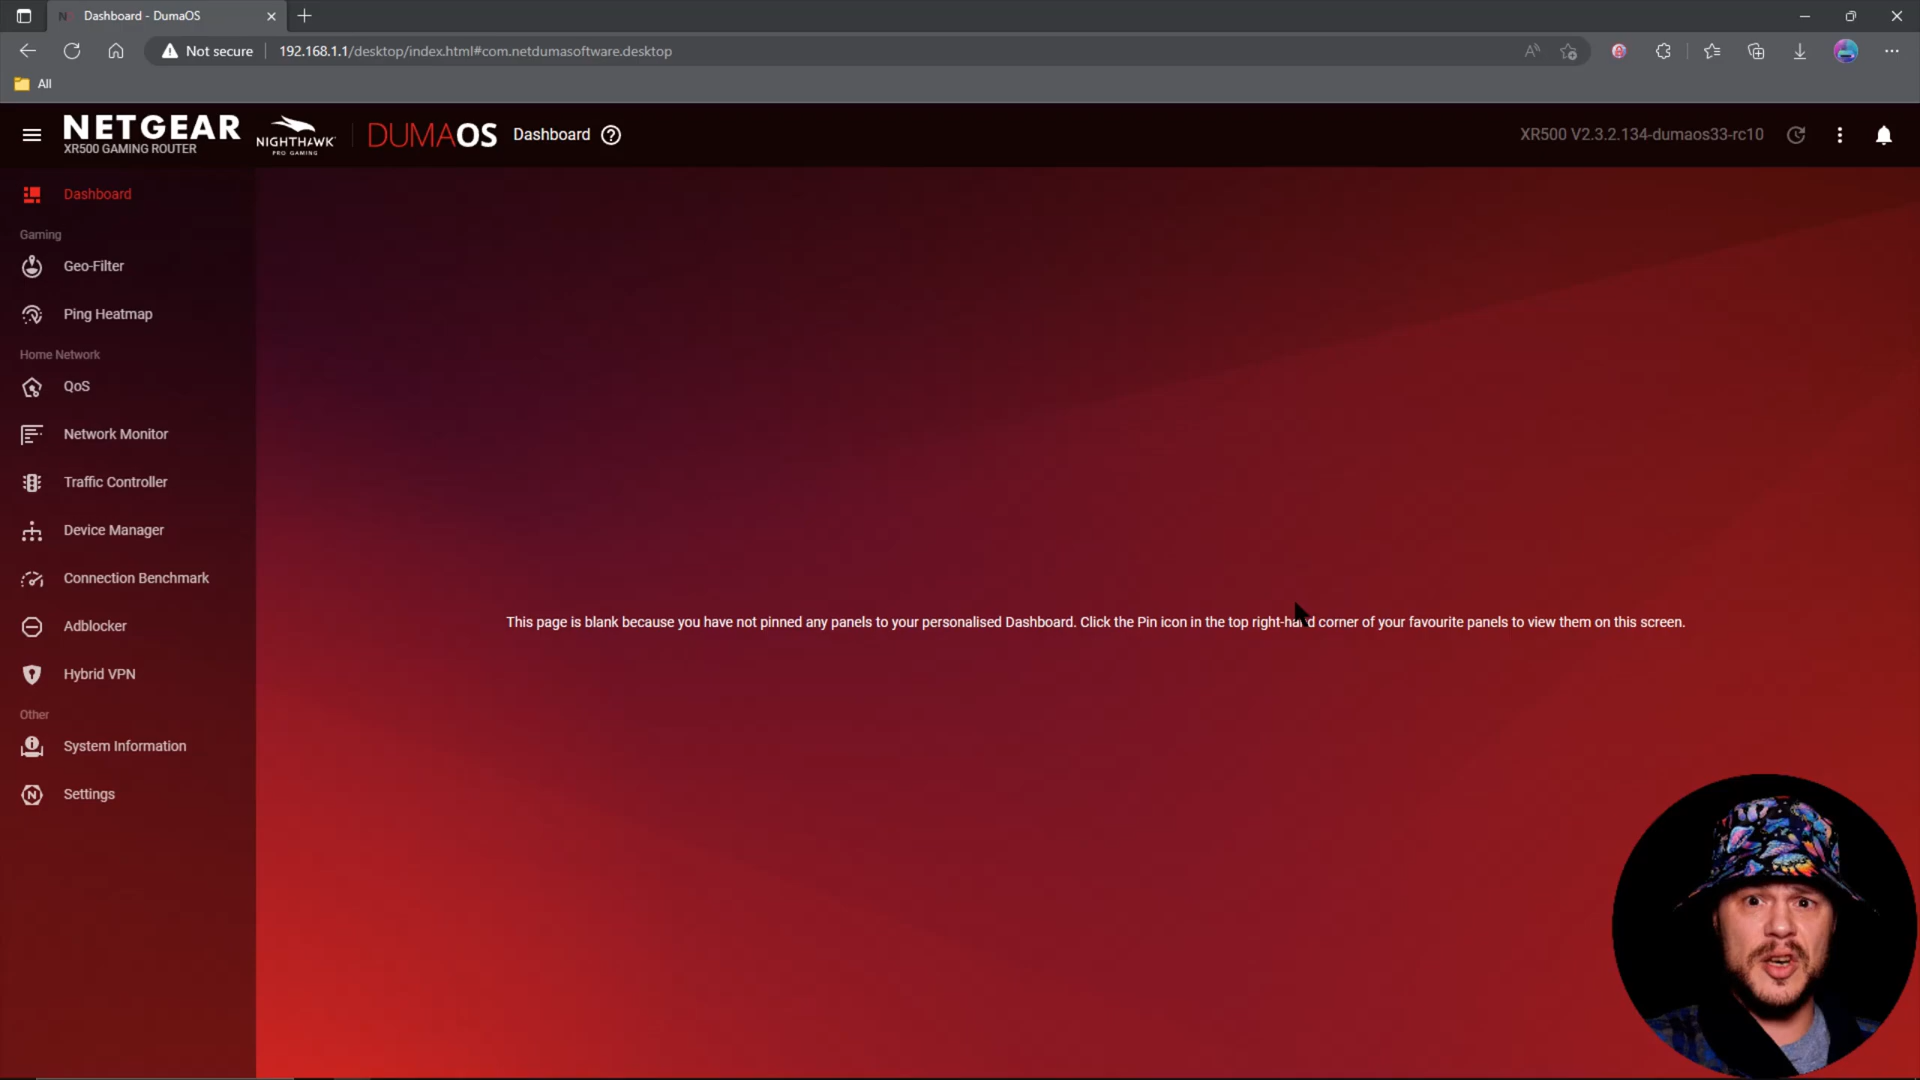 Dashboard - DumaOS
Not secure
192.168.1.1/desktop/index.html#com.netdumasoftware.desktop
All
NETGEAR
XR500 GAMING ROUTER
NIGHTHAWK
PRO GAMING
DUMAOS
Dashboard
XR500 V2.3.2.134-dumaos33-rc10
Dashboard
Gaming
Geo-Filter
Ping Heatmap
Home Network
QoS
Network Monitor
Traffic Controller
Device Manager
Connection Benchmark
Adblocker
Hybrid VPN
Other
System Information
Settings
This page is blank because you have not pinned any panels to your personalised Dashboard. Click the Pin icon in the top right-hand corner of your favourite panels to view them on this screen.